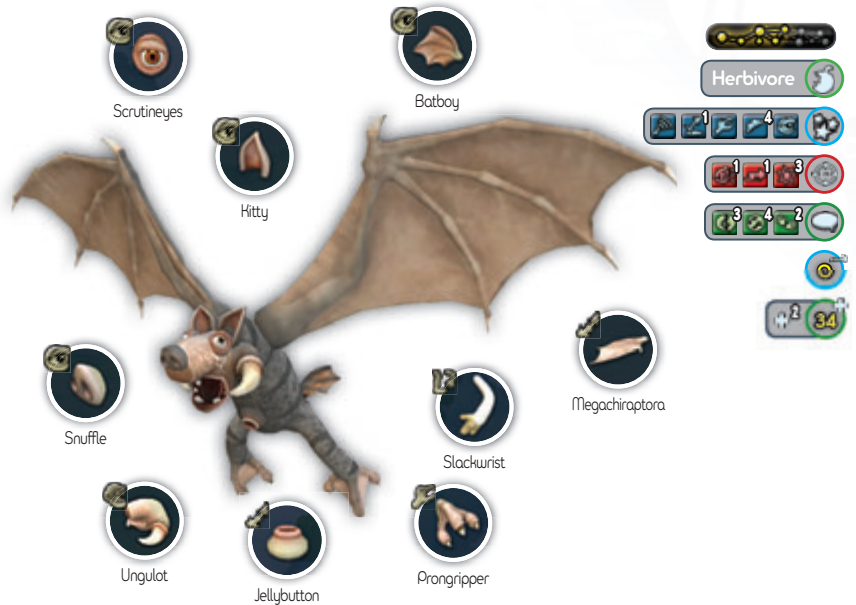 Scrutineyes
Batboy
Kitty
Herbivore
1 4
1 1 3
3 4 2
2 34
Snuffle
Megachiraptora
Slackwrist
Ungulot
Jellybutton
Prongripper